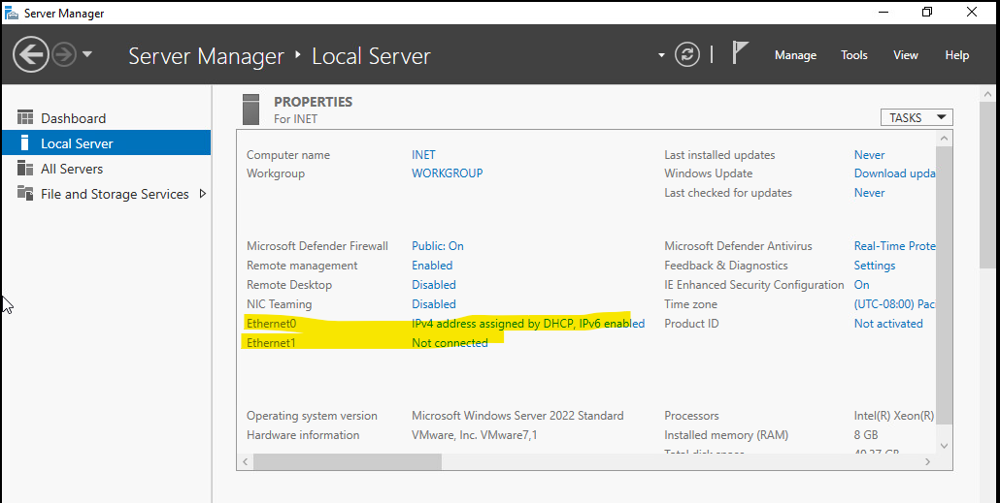 Server Manager
Server Manager ‣ Local Server
Manage Tools View Help
Dashboard
Local Server
All Servers
File and Storage Services
PROPERTIES
For INET
TASKS
Computer name INET Last installed updates Never
Workgroup WORKGROUP Windows Update Download upda
Last checked for updates Never
Microsoft Defender Firewall Public: On Microsoft Defender Antivirus Real-Time Prote
Remote management Enabled Feedback & Diagnostics Settings
Remote Desktop Disabled IE Enhanced Security Configuration On
NIC Teaming Disabled Time zone (UTC-08:00) Pac
Ethernet0 IPv4 address assigned by DHCP, IPv6 enabled Product ID Not activated
Ethernet1 Not connected
Operating system version Microsoft Windows Server 2022 Standard Processors Intel(R) Xeon(R)
Hardware information VMware, Inc. VMware7,1 Installed memory (RAM) 8 GB
Total disk space